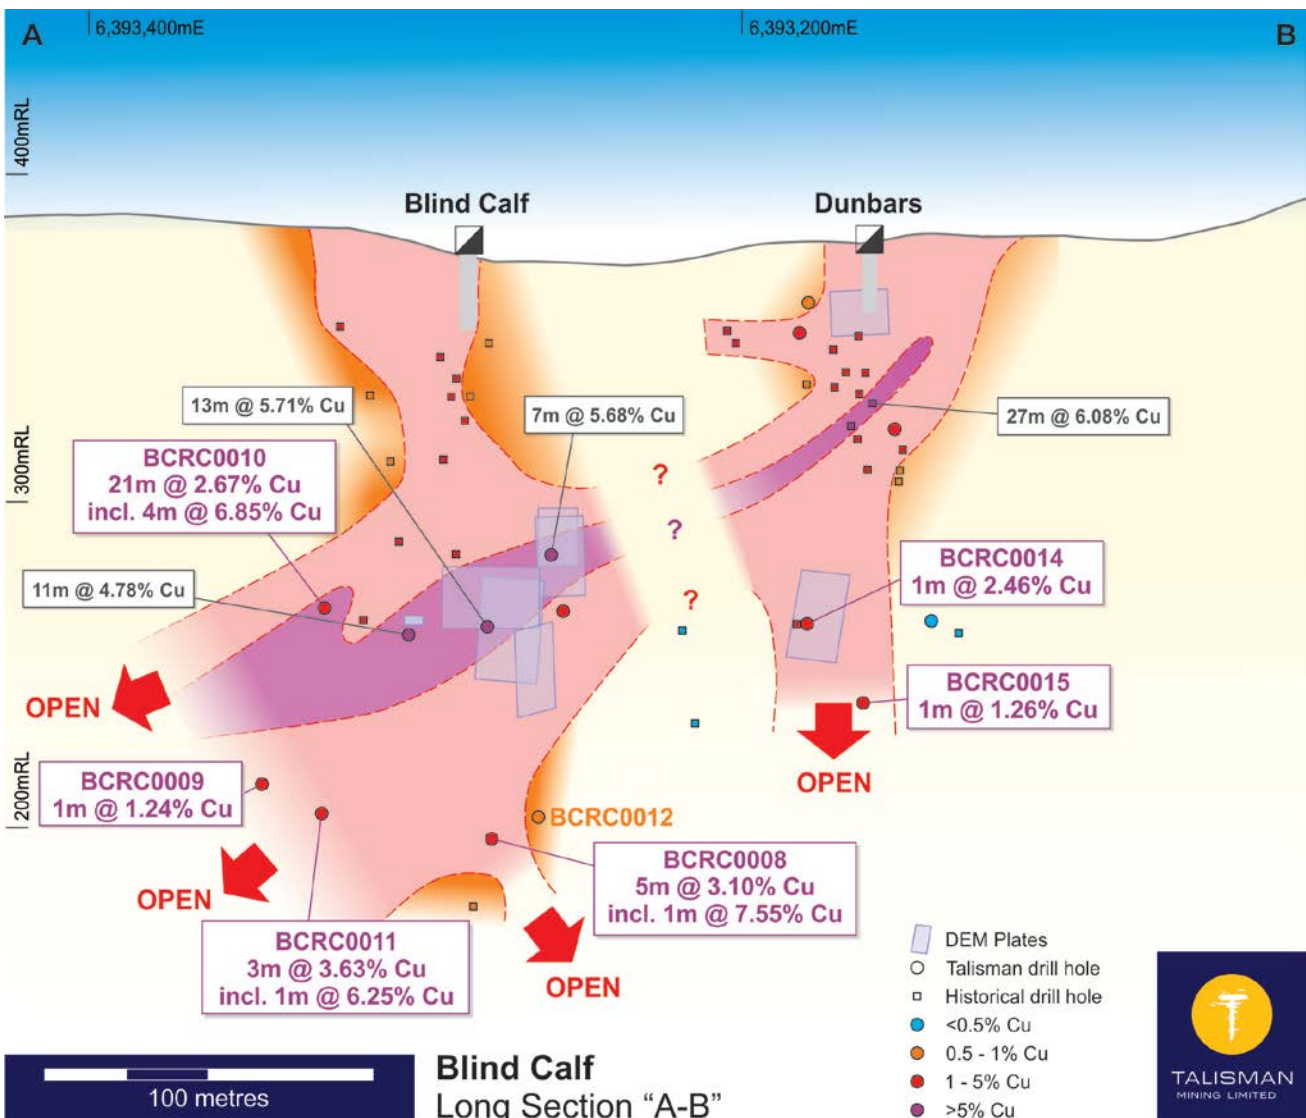 A
6,393,400mE
6,393,200mE
B
400mRL
Blind Calf
Dunbars
13m @ 5.71% Cu
7m @ 5.68% Cu
27m @ 6.08% Cu
300mRL
BCRC0010
21m @ 2.67% Cu
incl. 4m @ 6.85% Cu
?
?
?
11m @ 4.78% Cu
BCRC0014
1m @ 2.46% Cu
OPEN
BCRC0015
1m @ 1.26% Cu
OPEN
200mRL
BCRC0009
1m @ 1.24% Cu
BCRC0012
BCRC0008
5m @ 3.10% Cu
incl. 1m @ 7.55% Cu
OPEN
BCRC0011
3m @ 3.63% Cu
incl. 1m @ 6.25% Cu
OPEN
DEM Plates
Talisman drill hole
Historical drill hole
<0.5% Cu
0.5 - 1% Cu
1 - 5% Cu
>5% Cu
100 metres
Blind Calf
Long Section “A-B”
TALISMAN
MINING LIMITED